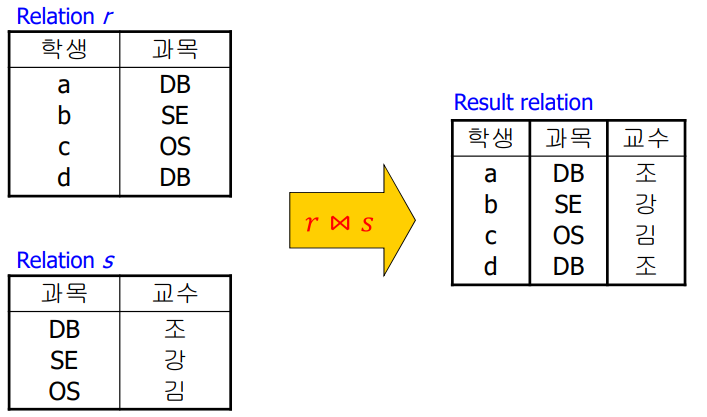 Relation r
학생 과목
a DB
b SE
c OS
d DB
r ⋈ s
Relation s
과목 교수
DB 조
SE 강
OS 김
Result relation
학생 과목 교수
a DB 조
b SE 강
c OS 김
d DB 조